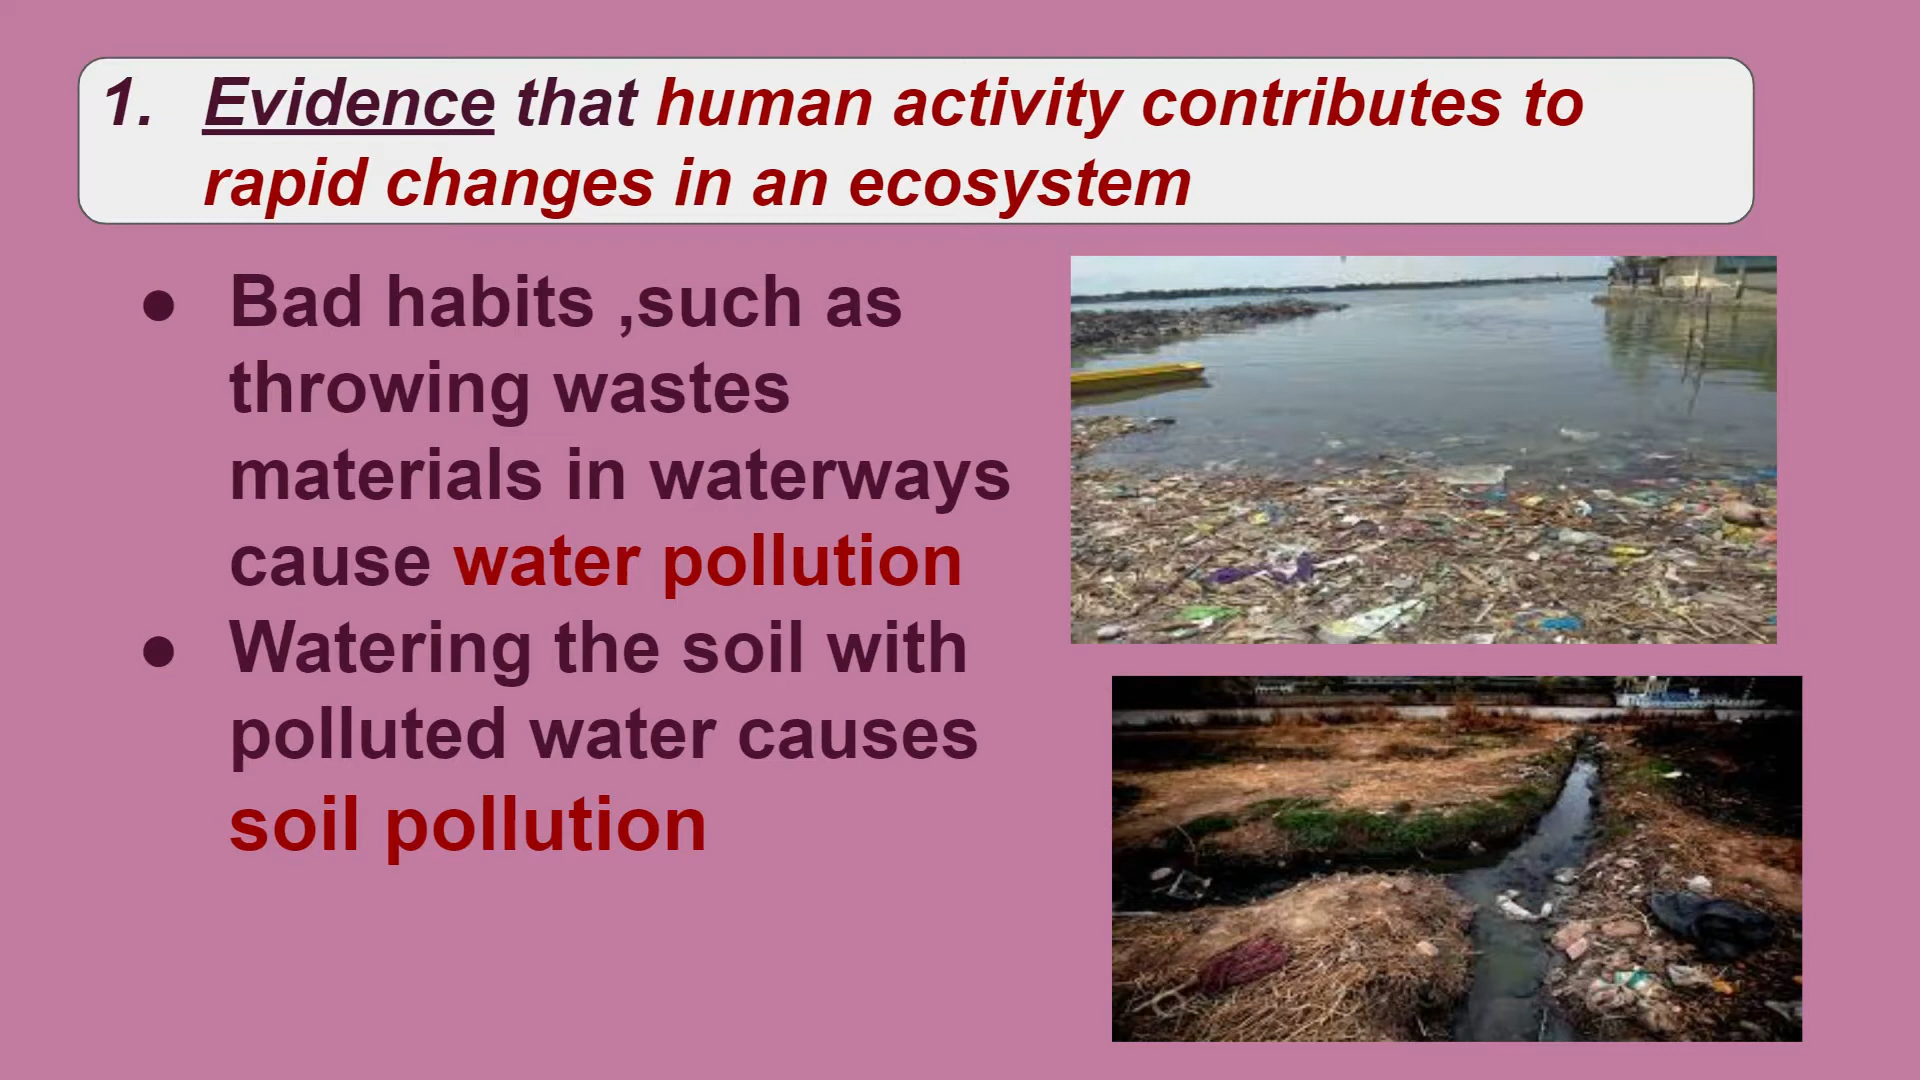 1. Evidence that human activity contributes to
rapid changes in an ecosystem
● Bad habits ,such as
throwing wastes
materials in waterways
cause water pollution
● Watering the soil with
polluted water causes
soil pollution